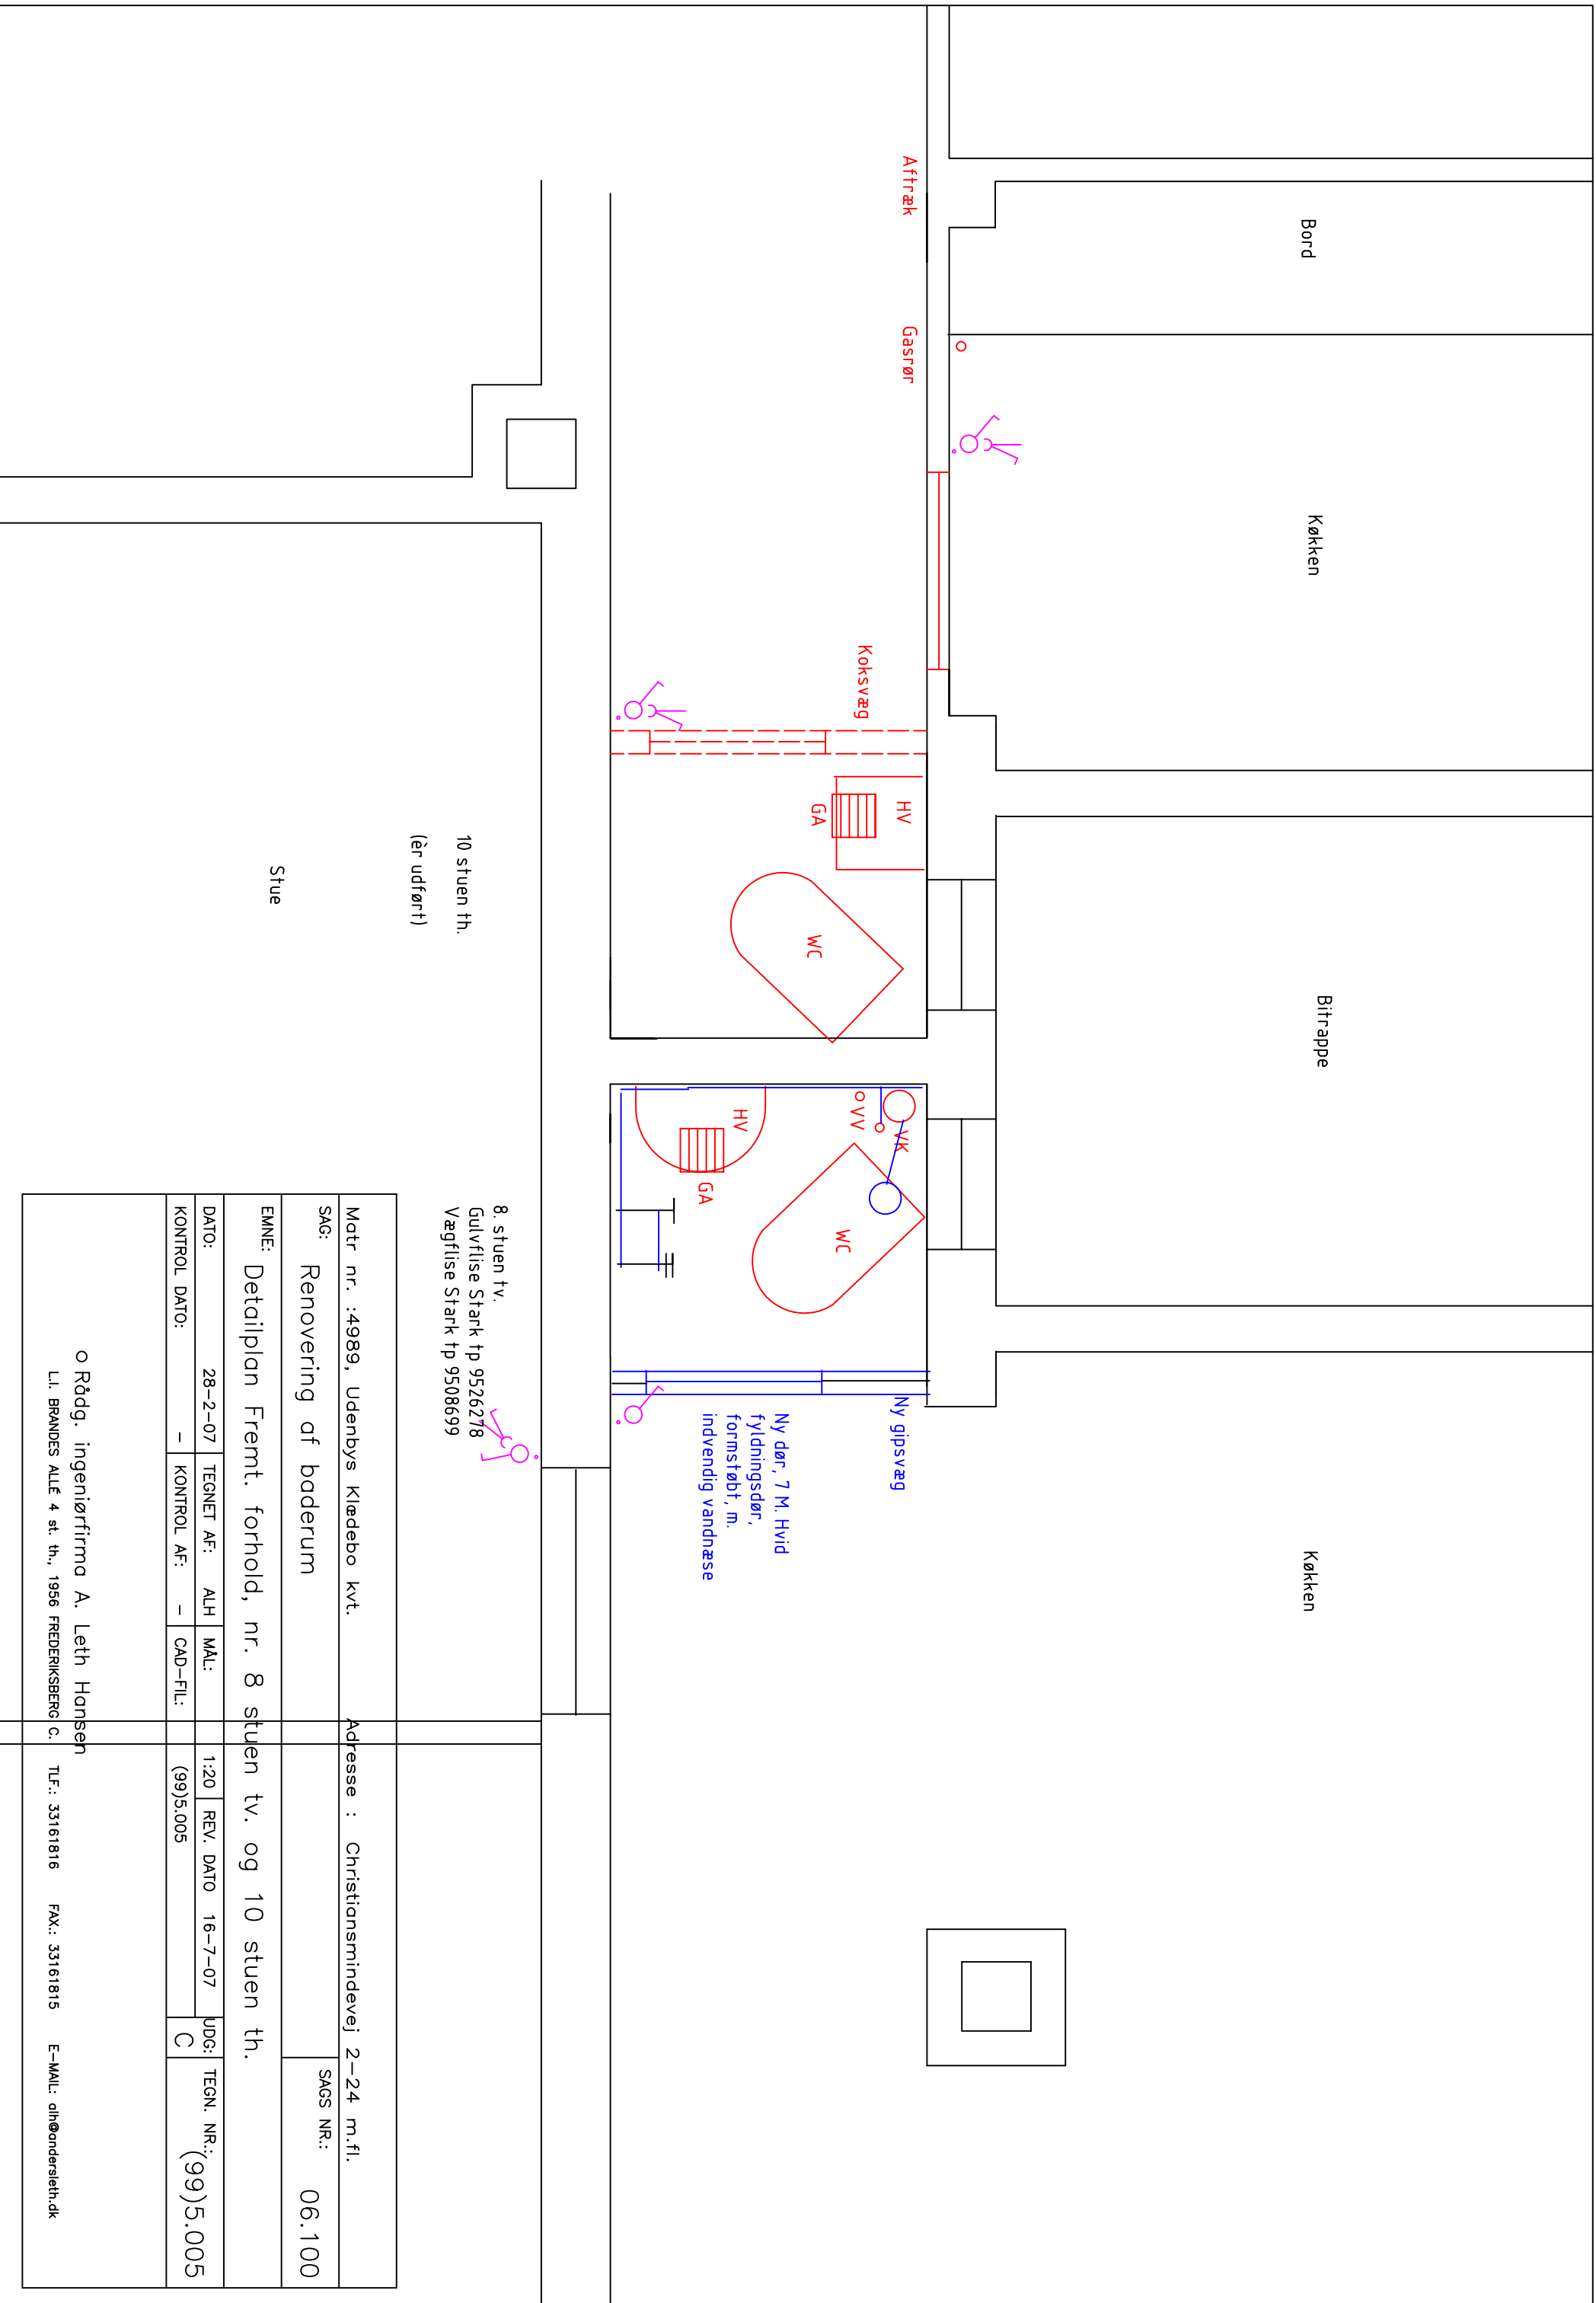 Bord
Køkken
Bitrappe
Køkken
Aftræk
Gasrør
Koksvæg
HV
GA
WC
VV
VK
HV
GA
WC
Ny gipsvæg
Ny dør, 7 M. Hvid
fyldningsdør,
formstøbt, m.
indvendig vandnæse
10 stuen th.
(er udført)
Stue
8. stuen tv.
Gulvflise Stark tp 9526278
Vægflise Stark tp 9508699
Matr nr. :4989, Udenbys Klædebo kvt. Adresse : Christiansmindevej 2-24 m.fl.
SAG: Renovering af baderum SAGS NR.: 06.100
EMNE: Detailplan Fremt. forhold, nr. 8 stuen tv. og 10 stuen th.
DATO: 28-2-07 TEGNET AF: ALH MÅL: 1:20 REV. DATO 16-7-07 UDG: TEGN. NR.:
KONTROL DATO: - KONTROL AF: - CAD-FIL: (99)5.005 C (99)5.005
O Rådg. ingeniørfirma A. Leth Hansen
L.I. BRANDES ALLÉ 4 st. th., 1956 FREDERIKSBERG C. TLF.: 33161816 FAX.: 33161815 E-MAIL: alh@andersleth.dk